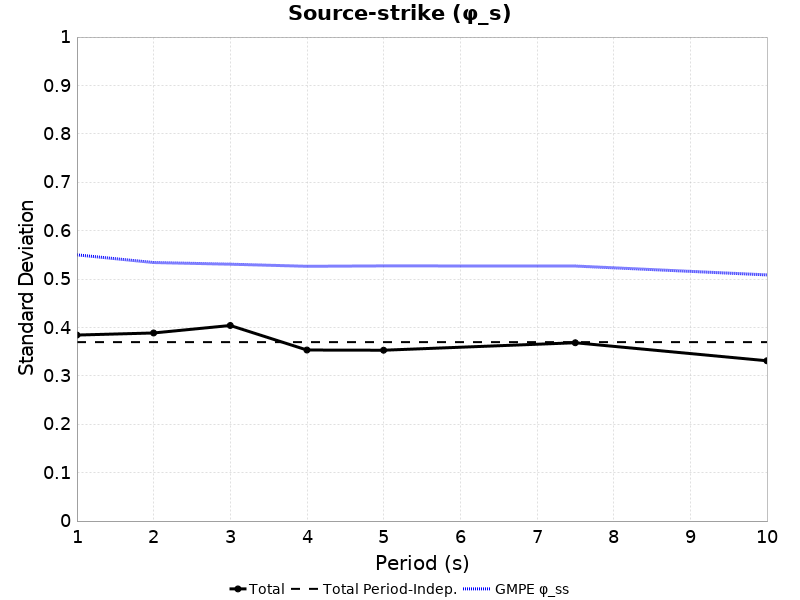 Source-strike (φ_s)
Standard Deviation
1
0.9
0.8
0.7
0.6
0.5
0.4
0.3
0.2
0.1
0
1 2 3 4 5 6 7 8 9 10
Period (s)
Total Total Period-Indep. GMPE φ_ss